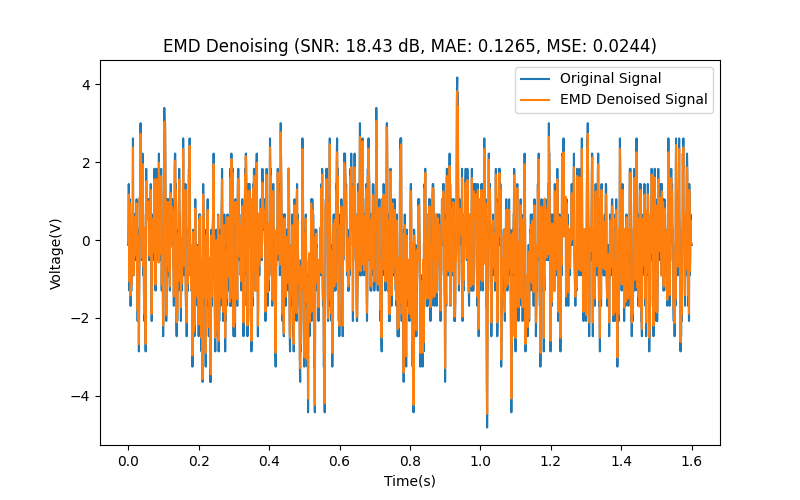 EMD Denoising (SNR: 18.43 dB, MAE: 0.1265, MSE: 0.0244)
Original Signal
EMD Denoised Signal
Voltage(V)
4
2
0
−2
−4
0.0 0.2 0.4 0.6 0.8 1.0 1.2 1.4 1.6
Time(s)